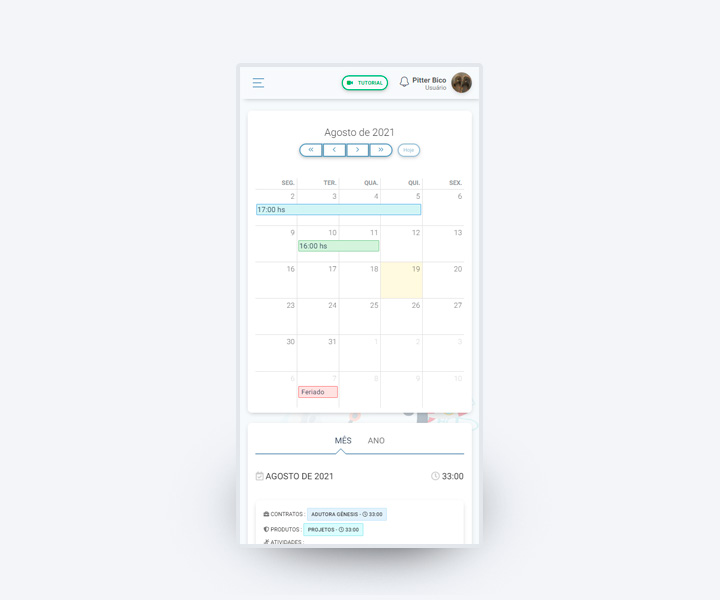 TUTORIAL
Pitter Bico
Usuário
Agosto de 2021
« ‹ › » Hoje
SEG. TER. QUA. QUI. SEX.
2 3 4 5 6
17:00 hs
9 10 11 12 13
16:00 hs
16 17 18 19 20
23 24 25 26 27
30 31 1 2 3
6 7 8 9 10
Feriado
MÊS ANO
AGOSTO DE 2021 33:00
CONTRATOS : ADUTORA GÊNESIS - 33:00
PRODUTOS : PROJETOS - 33:00
ATIVIDADES :